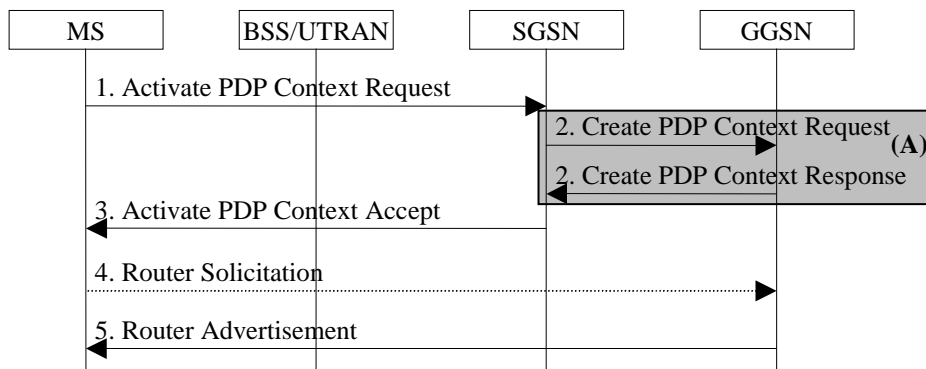 MS BSS/UTRAN SGSN GGSN
1. Activate PDP Context Request
2. Create PDP Context Request
(A)
2. Create PDP Context Response
3. Activate PDP Context Accept
4. Router Solicitation
5. Router Advertisement